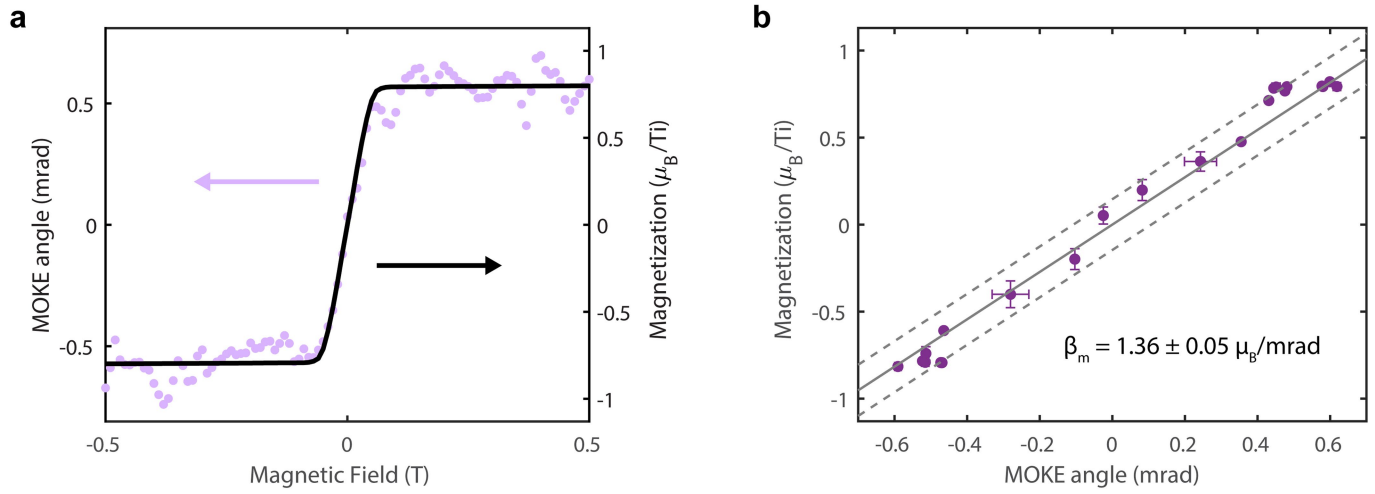 a
MOKE angle (mrad)
0.5
0
-0.5
-0.5
0
0.5
Magnetic Field (T)
1
0.5
0
-0.5
-1
Magnetization (μB/Ti)
b
Magnetization (μB/Ti)
1
0.5
0
-0.5
-1
βm = 1.36 ± 0.05 μB/mrad
-0.6
-0.4
-0.2
0
0.2
0.4
0.6
MOKE angle (mrad)